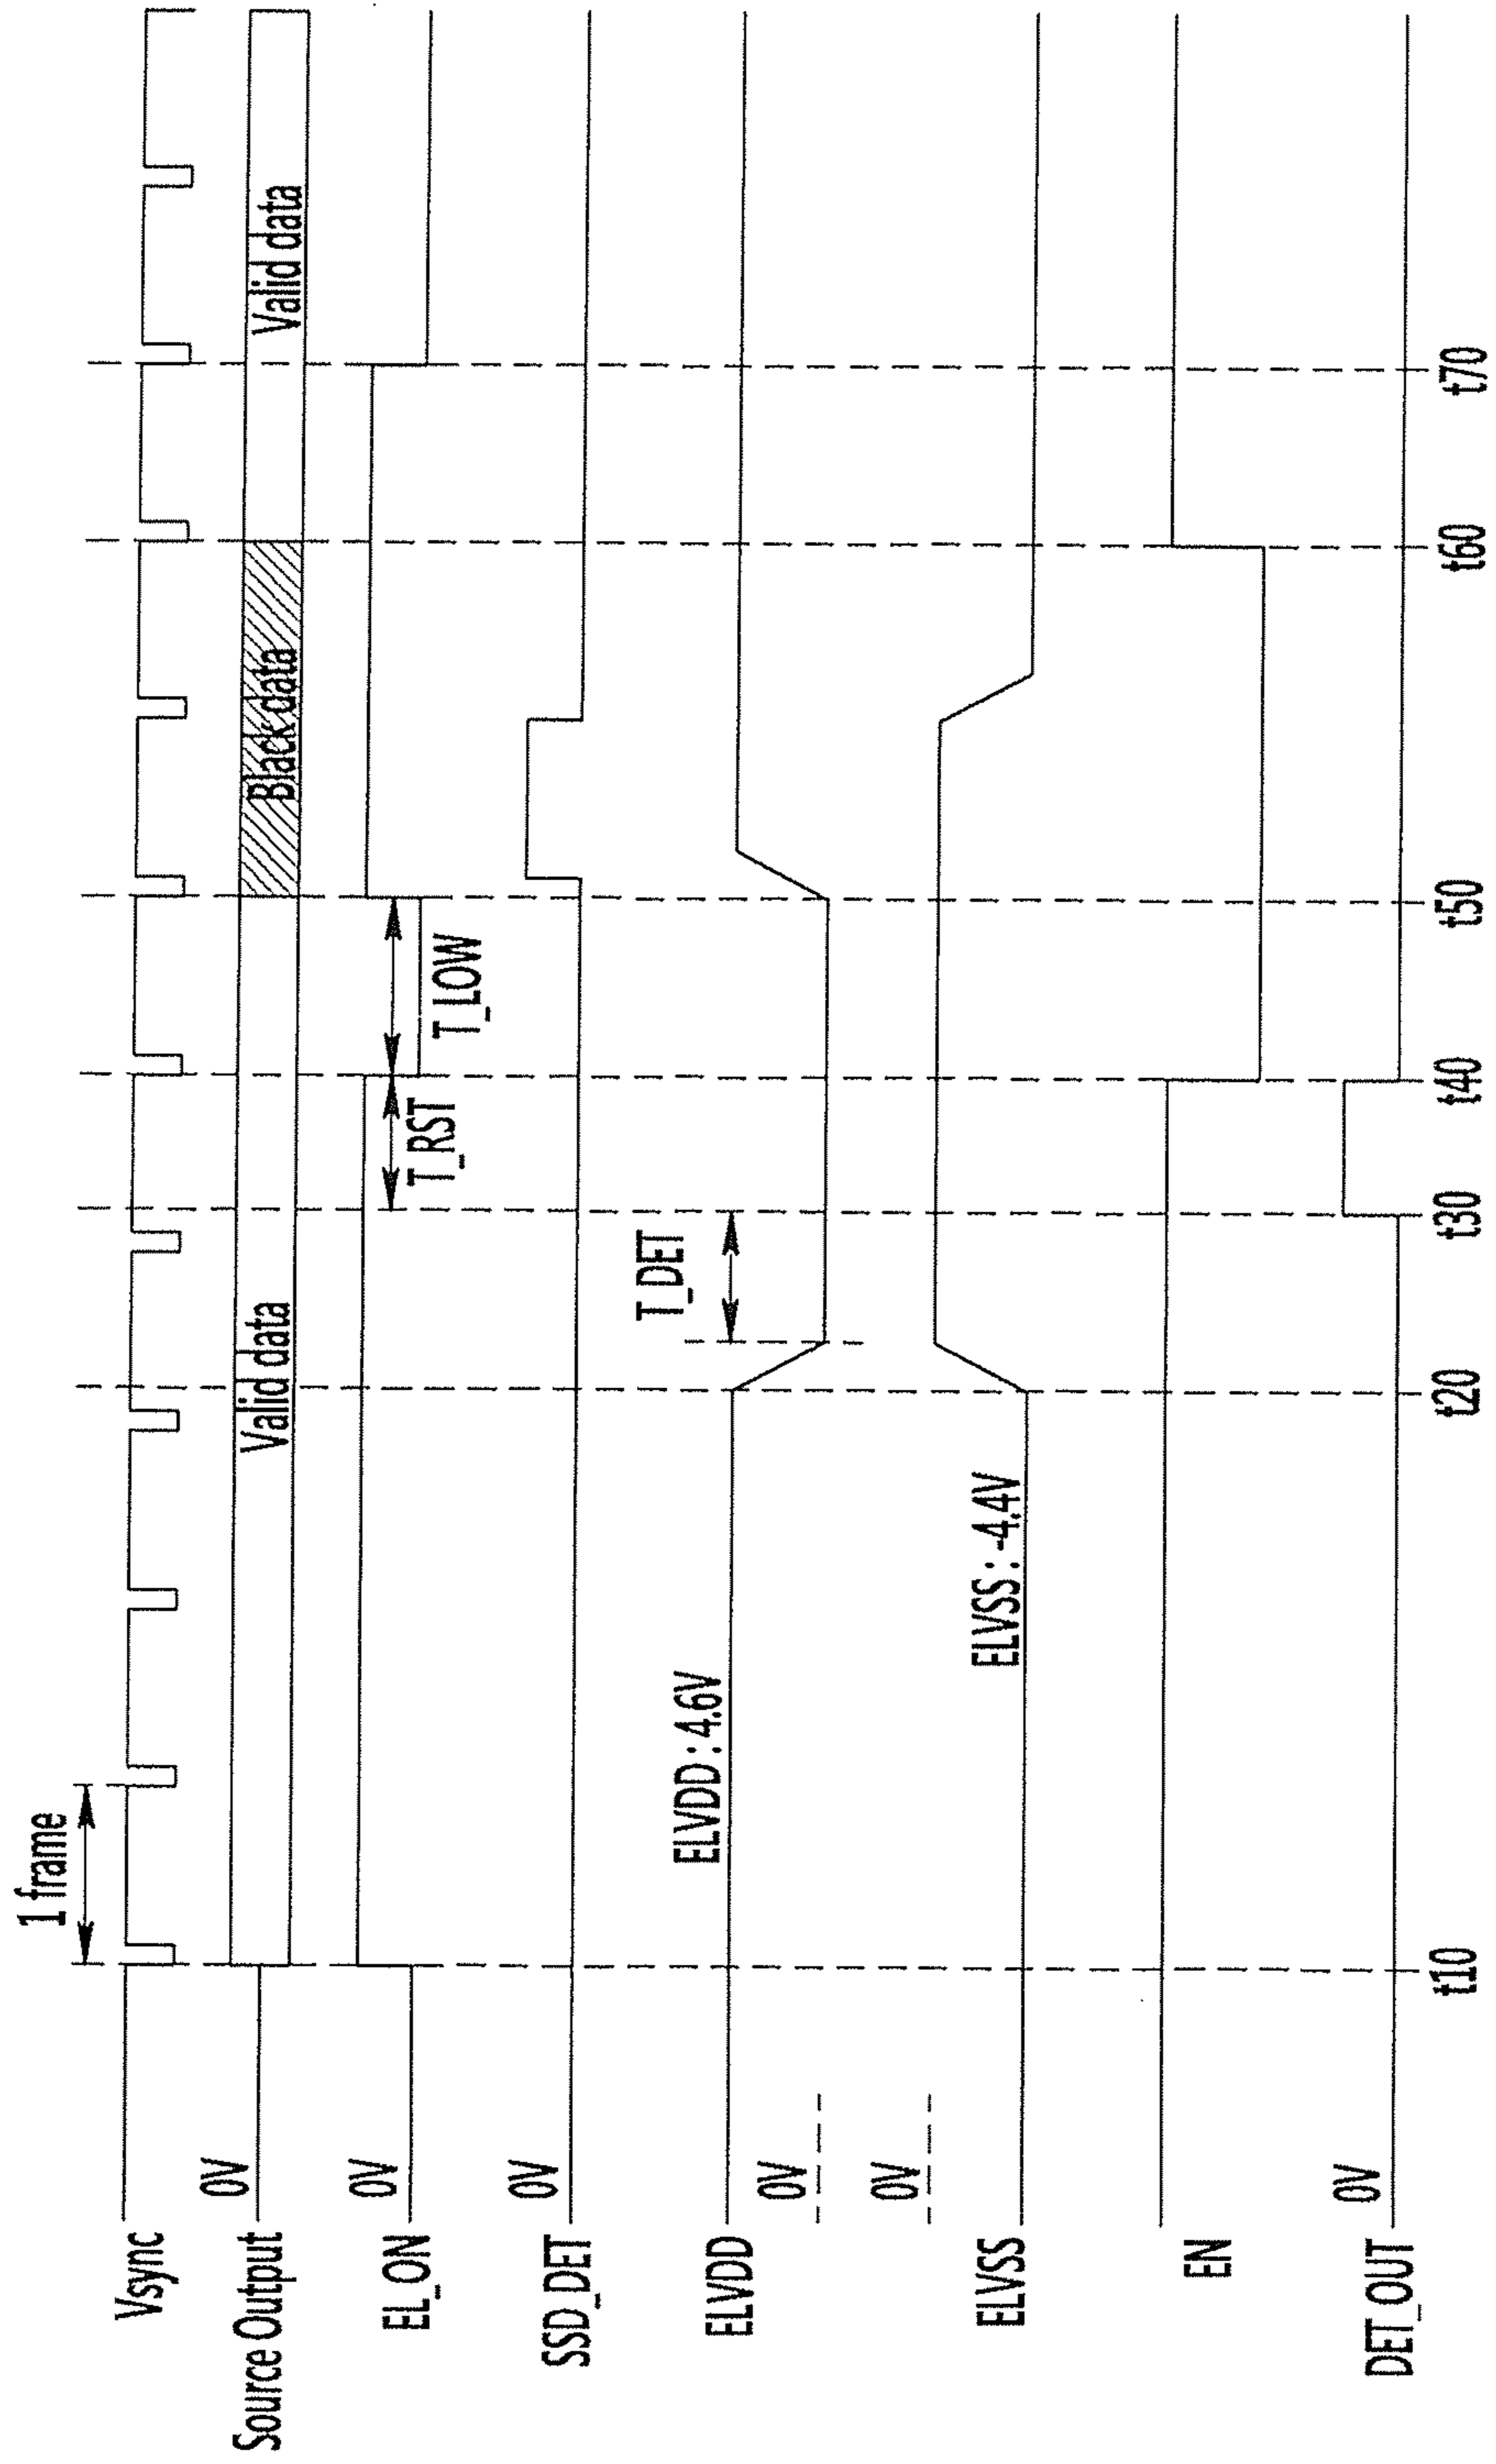 1 frame
Vsync
Source Output
0V
Valid data
Black data
Valid data
EL_ON
0V
T_RST
T_LOW
SSD_DET
0V
ELVDD
ELVDD : 4.6V
T_DET
0V
0V
ELVSS
ELVSS : -4.4V
EN
DET_OUT
0V
t10
t20
t30
t40
t50
t60
t70